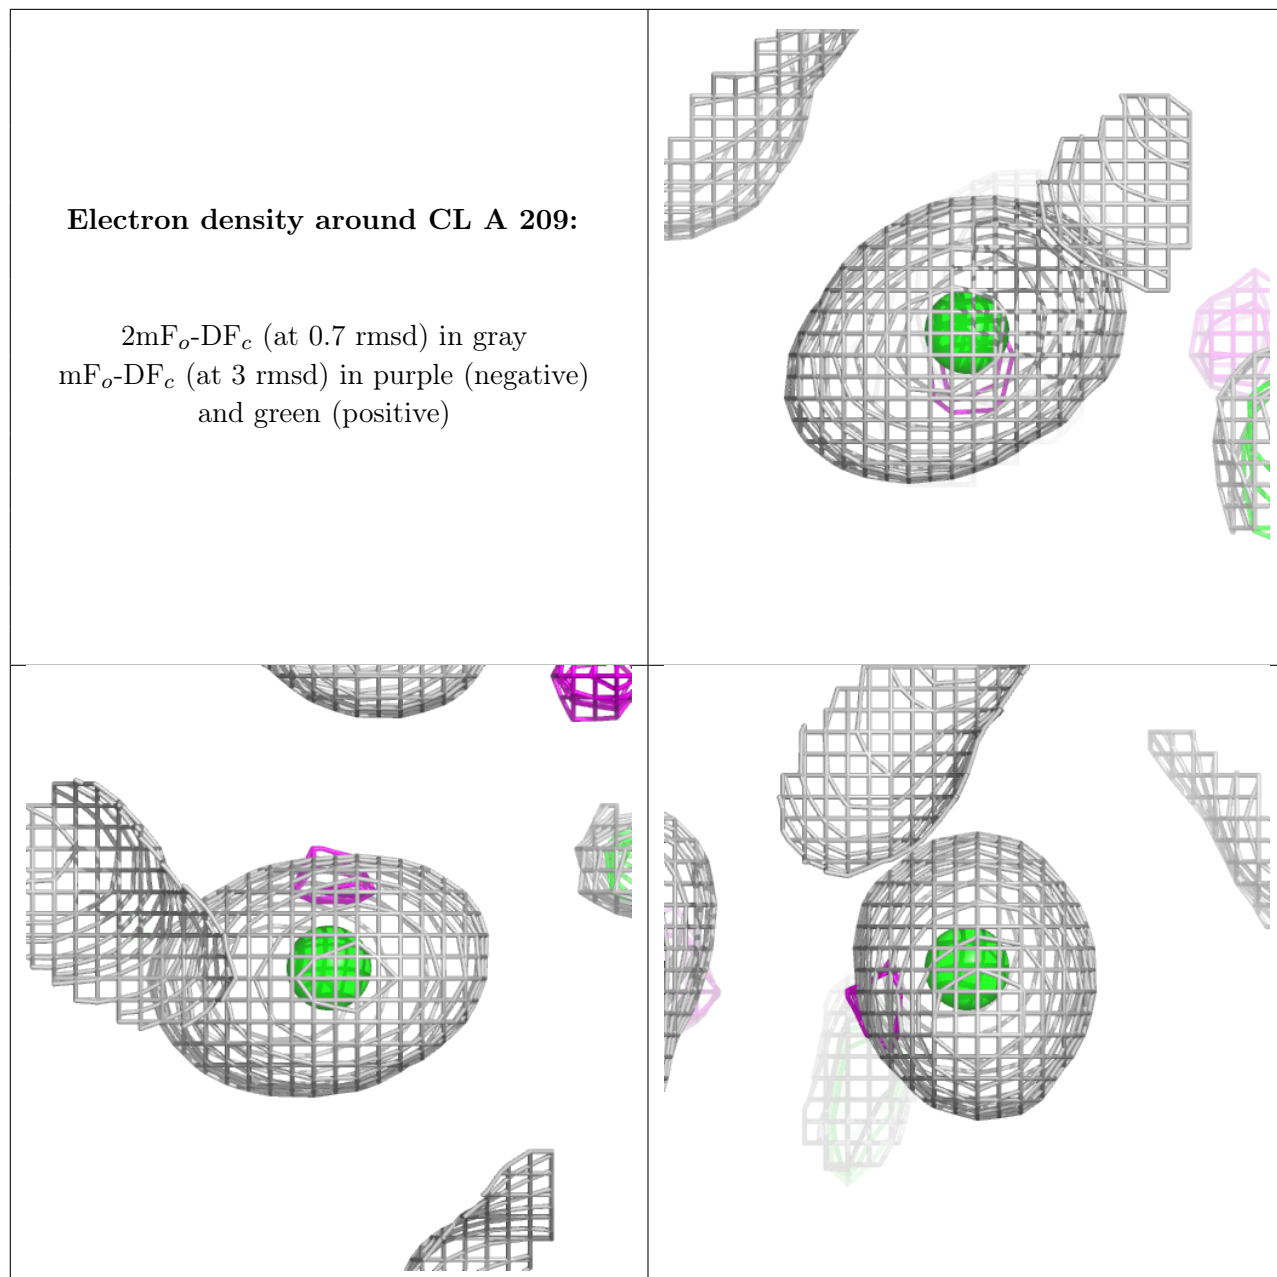 Electron density around CL A 209:
2mFo-DFc (at 0.7 rmsd) in gray
mFo-DFc (at 3 rmsd) in purple (negative)
and green (positive)